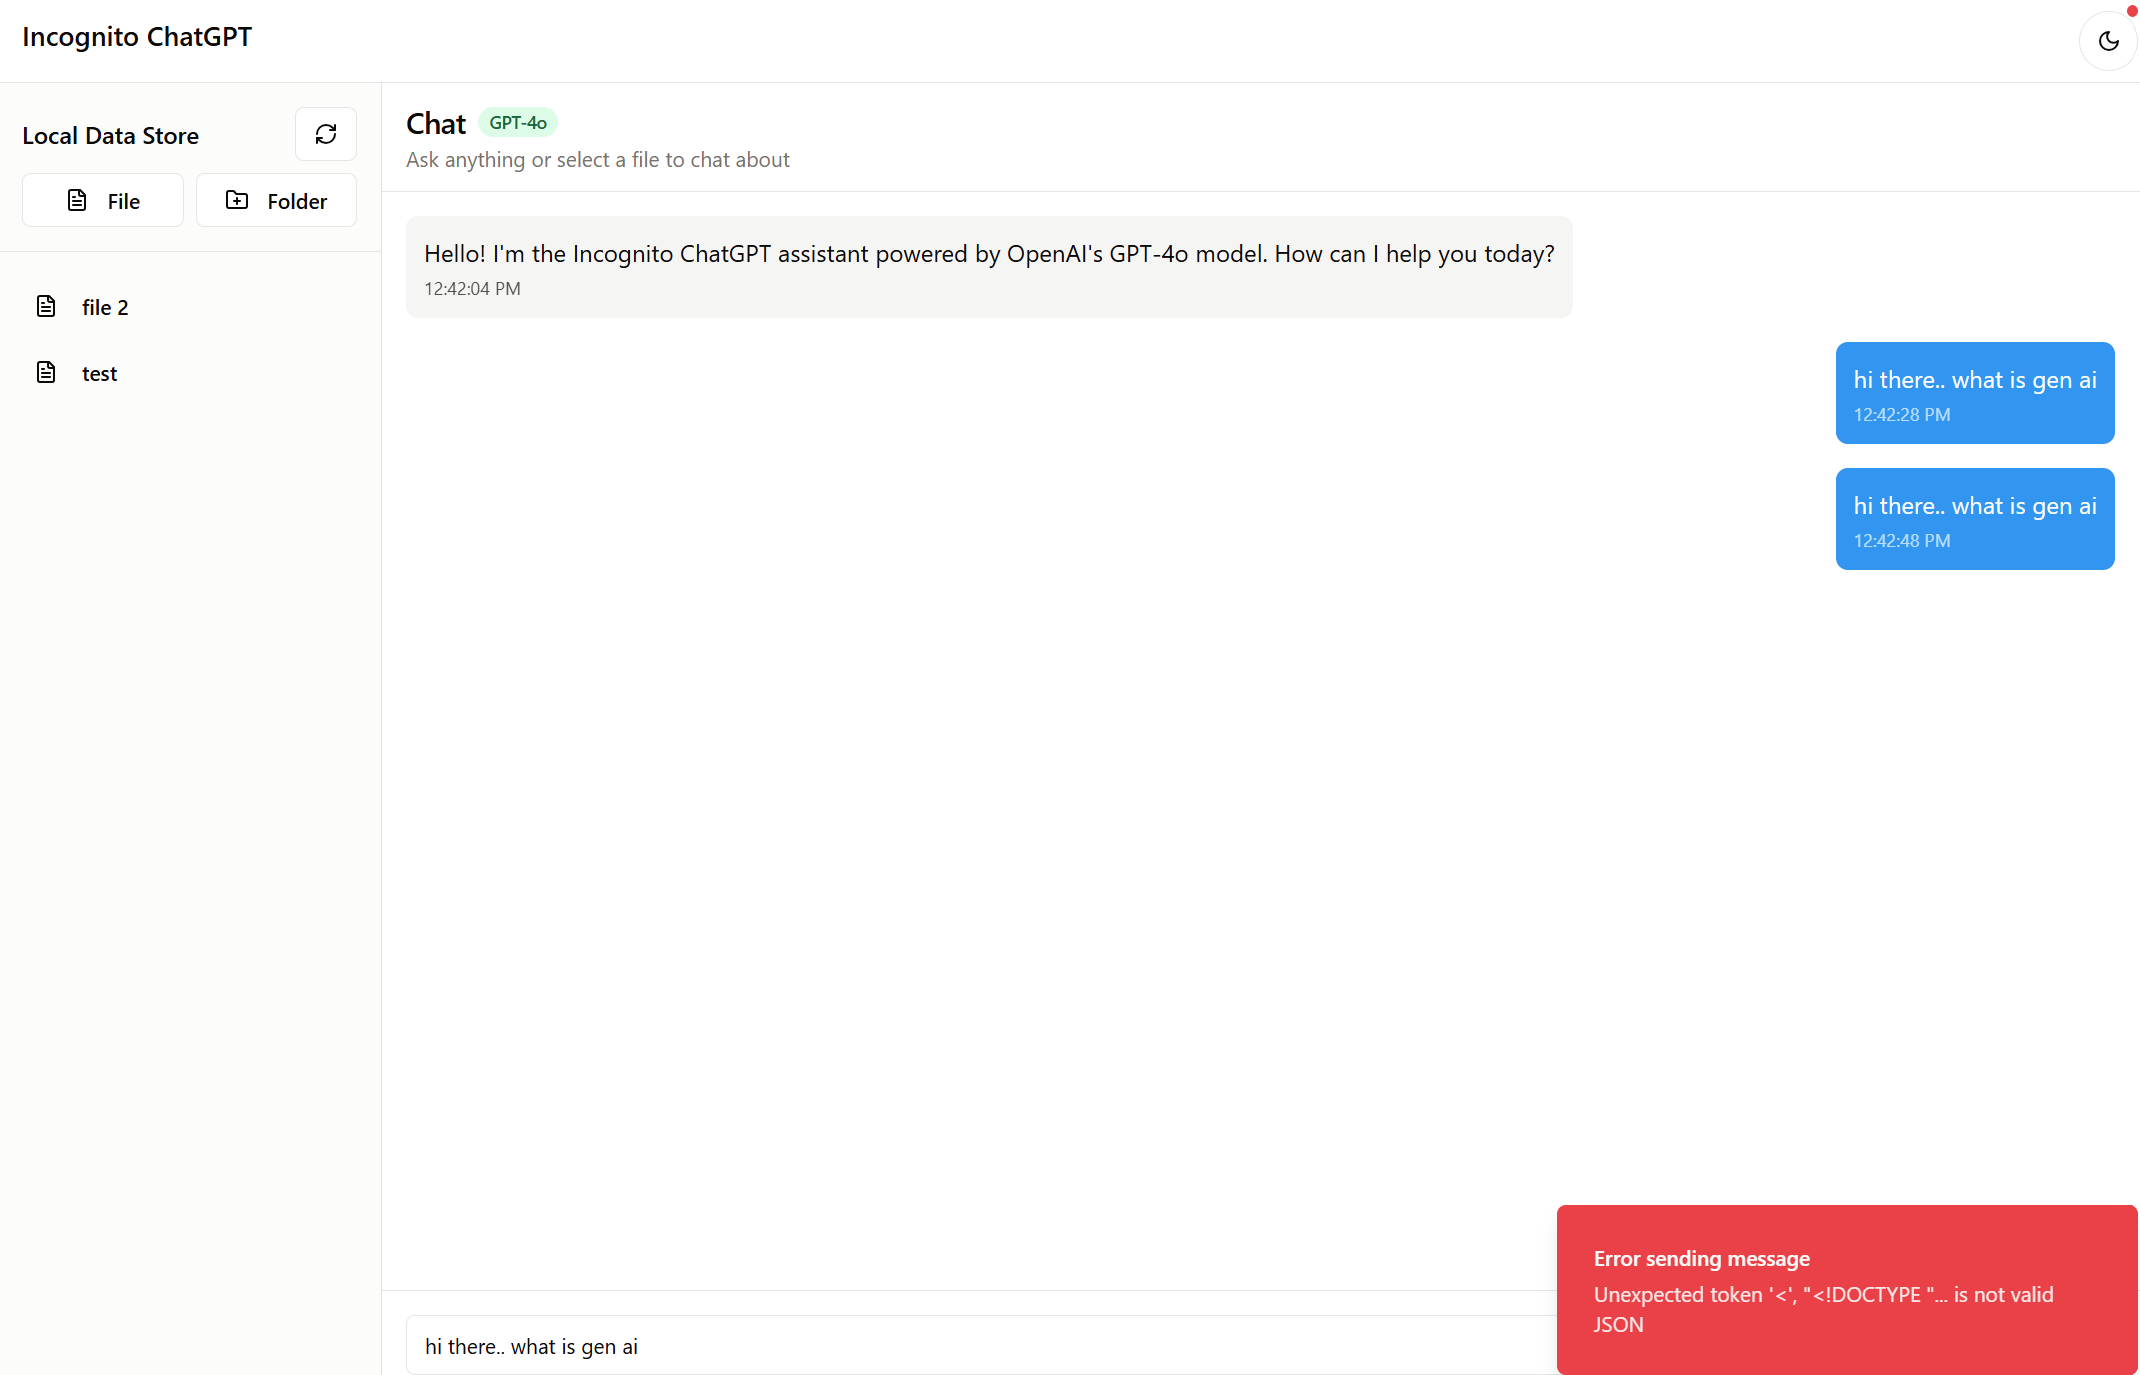 Incognito ChatGPT
Local Data Store
File
Folder
file 2
test
Chat
GPT-4o
Ask anything or select a file to chat about
Hello! I'm the Incognito ChatGPT assistant powered by OpenAI's GPT-4o model. How can I help you today?
12:42:04 PM
hi there.. what is gen ai
12:42:28 PM
hi there.. what is gen ai
12:42:48 PM
hi there.. what is gen ai
Error sending message
Unexpected token '<', "<!DOCTYPE "... is not valid
JSON